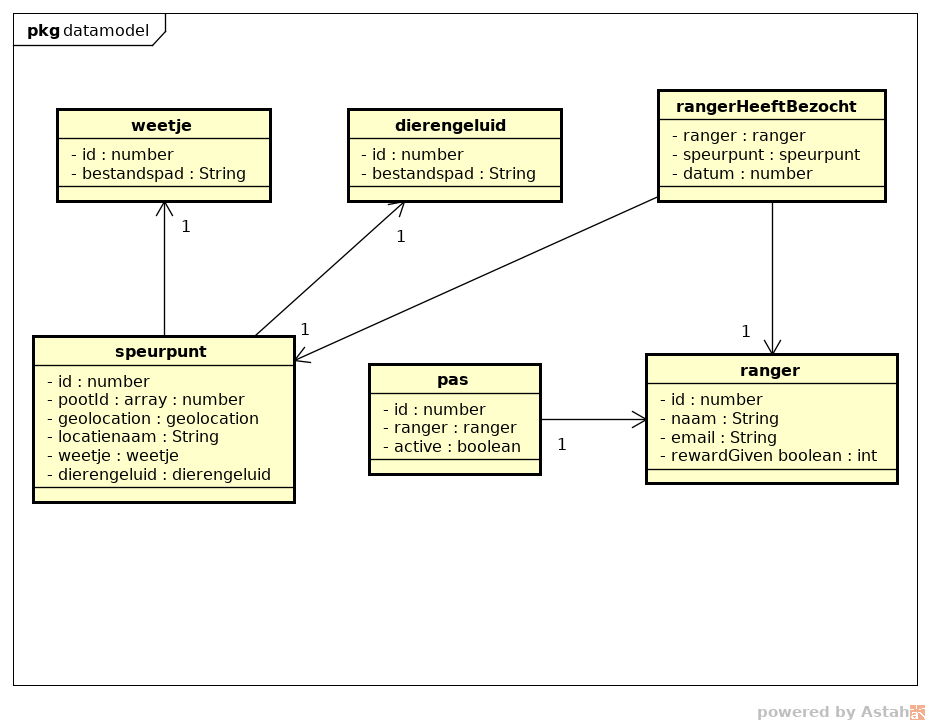 pkg datamodel
weetje
- id : number
- bestandspad : String
dierengeluid
- id : number
- bestandspad : String
rangerHeeftBezocht
- ranger : ranger
- speurpunt : speurpunt
- datum : number
1
1
1
1
speurpunt
- id : number
- pootId : array : number
- geolocation : geolocation
- locatienaam : String
- weetje : weetje
- dierengeluid : dierengeluid
pas
- id : number
- ranger : ranger
- active : boolean
1
ranger
- id : number
- naam : String
- email : String
- rewardGiven boolean : int
powered by Astah